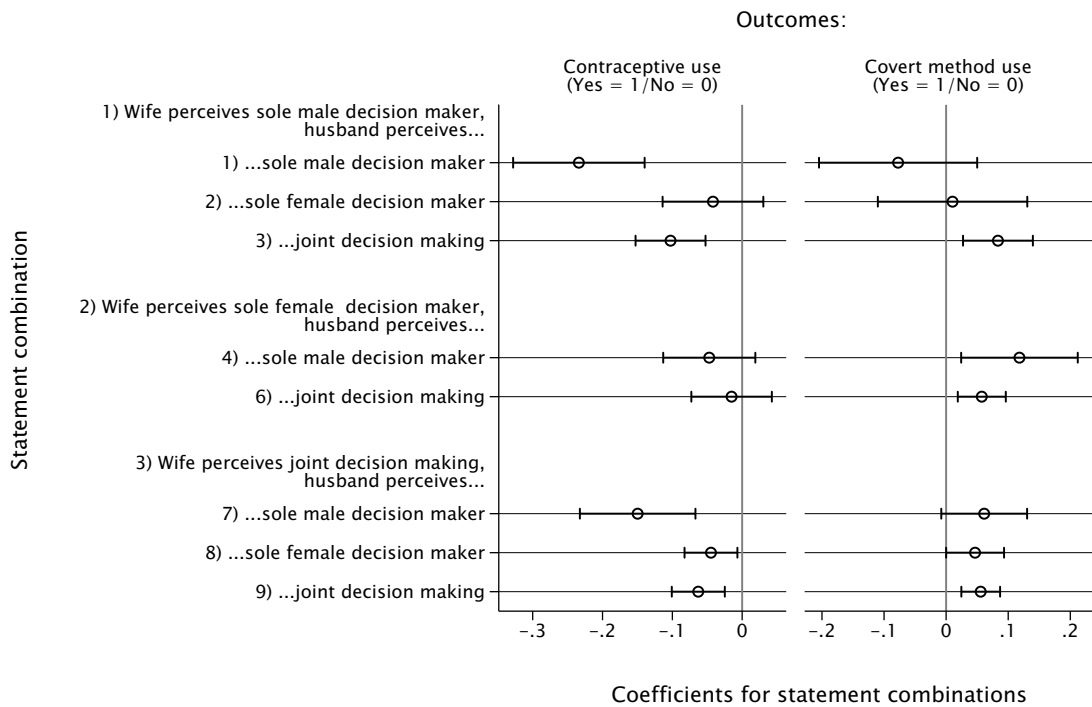 Outcomes:
Contraceptive use
(Yes = 1/No = 0)
Covert method use
(Yes = 1/No = 0)
Statement combination
1) Wife perceives sole male decision maker,
husband perceives...
1) ...sole male decision maker
2) ...sole female decision maker
3) ...joint decision making
2) Wife perceives sole female  decision maker,
husband perceives...
4) ...sole male decision maker
6) ...joint decision making
3) Wife perceives joint decision making,
husband perceives...
7) ...sole male decision maker
8) ...sole female decision maker
9) ...joint decision making
-.3 -.2 -.1 0
-.2 -.1 0 .1 .2
Coefficients for statement combinations